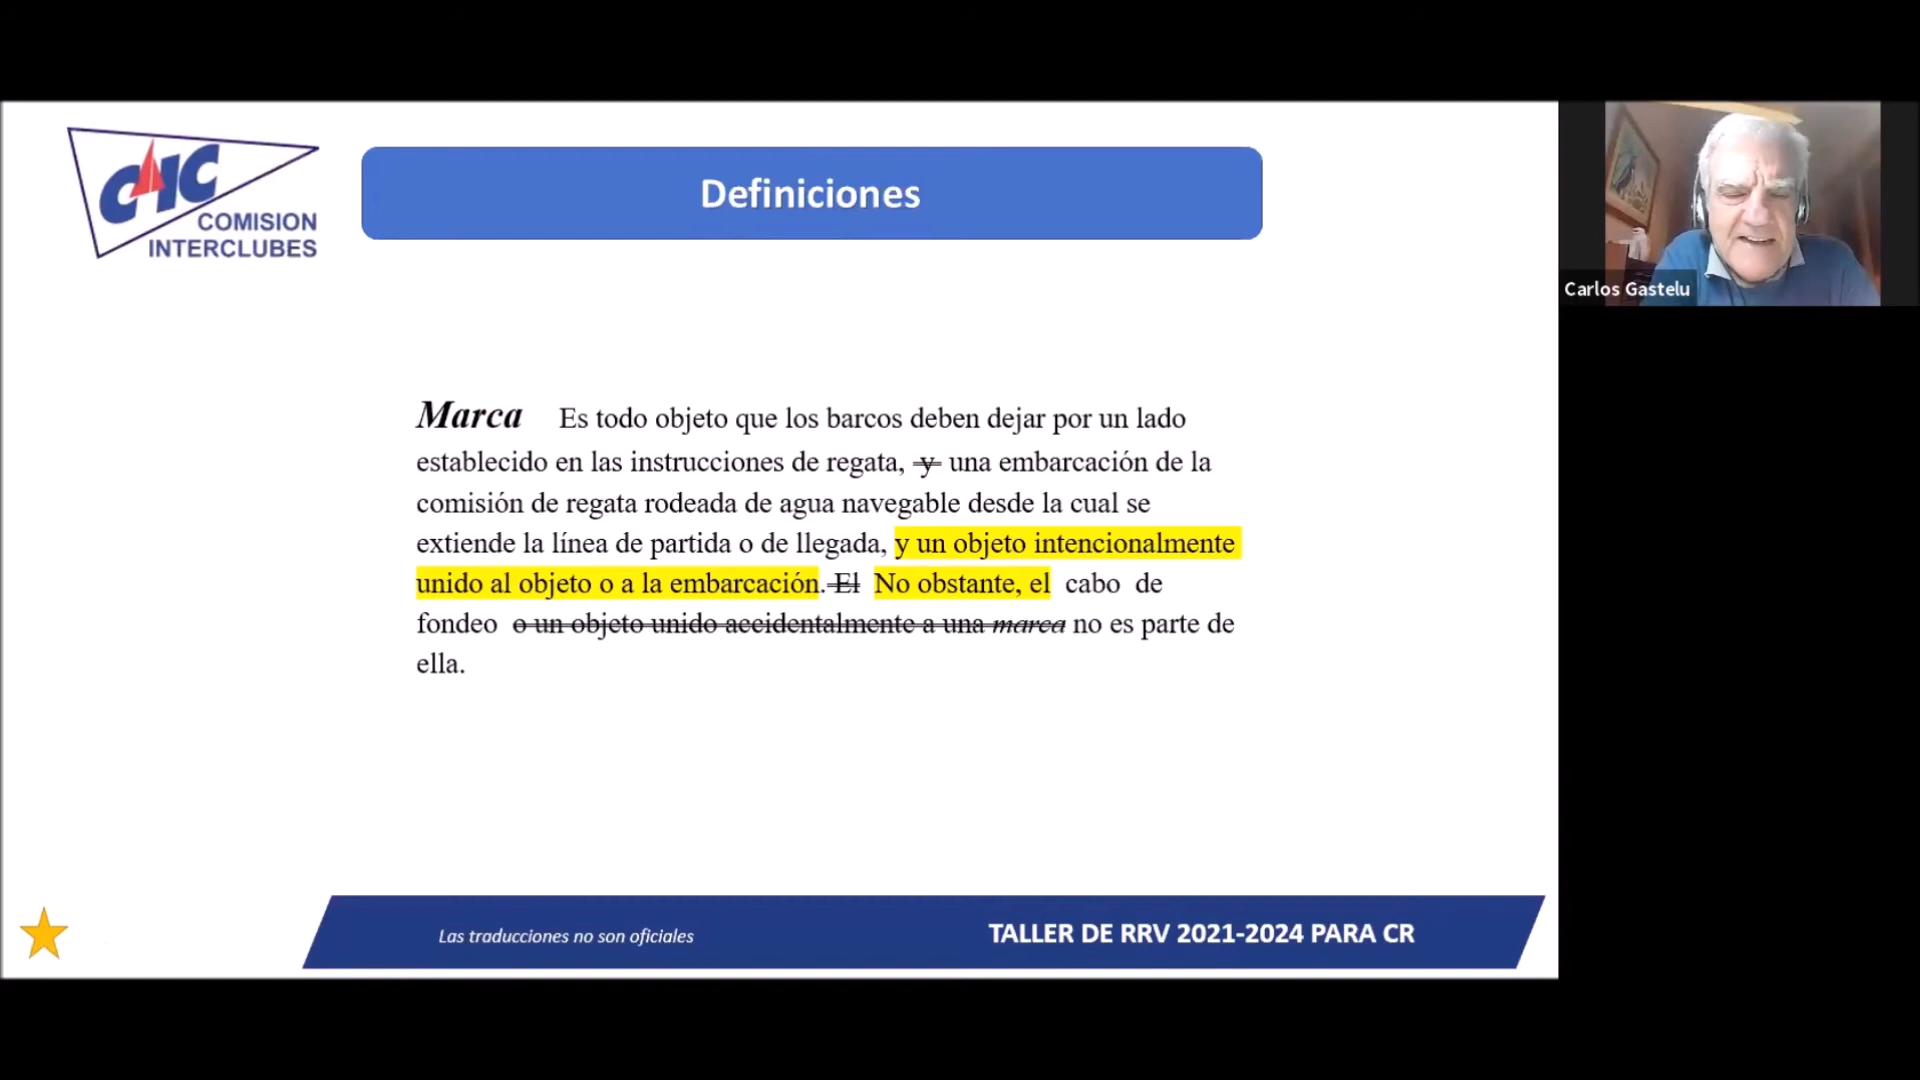 CIC
COMISION
INTERCLUBES
Definiciones
Carlos Gastelu
Marca Es todo objeto que los barcos deben dejar por un lado
establecido en las instrucciones de regata, y una embarcación de la
comisión de regata rodeada de agua navegable desde la cual se
extiende la línea de partida o de llegada, y un objeto intencionalmente
unido al objeto o a la embarcación. El No obstante, el cabo de
fondeo o un objeto unido accidentalmente a una marca no es parte de
ella.
Las traducciones no son oficiales
TALLER DE RRV 2021-2024 PARA CR